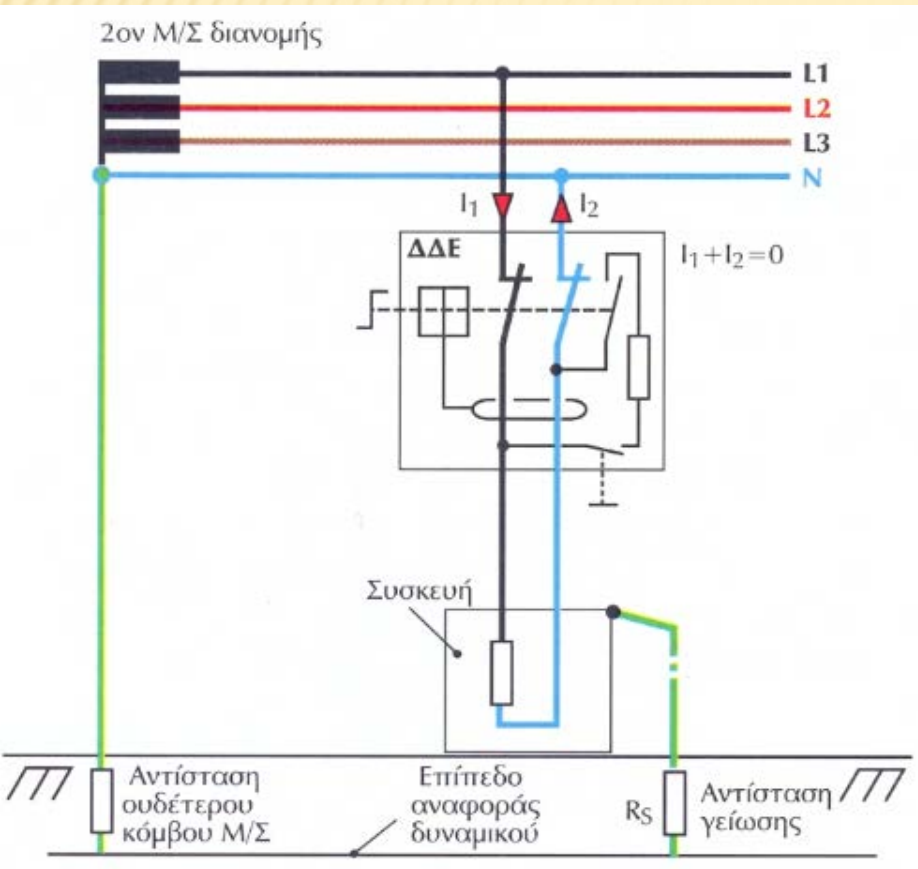 2ον Μ/Σ διανομής
L1
L2
L3
N
I1
I2
ΔΔΕ
I1+I2=0
Συσκευή
Αντίσταση
ουδέτερου
κόμβου Μ/Σ
Επίπεδο
αναφοράς
δυναμικού
RS
Αντίσταση
γείωσης